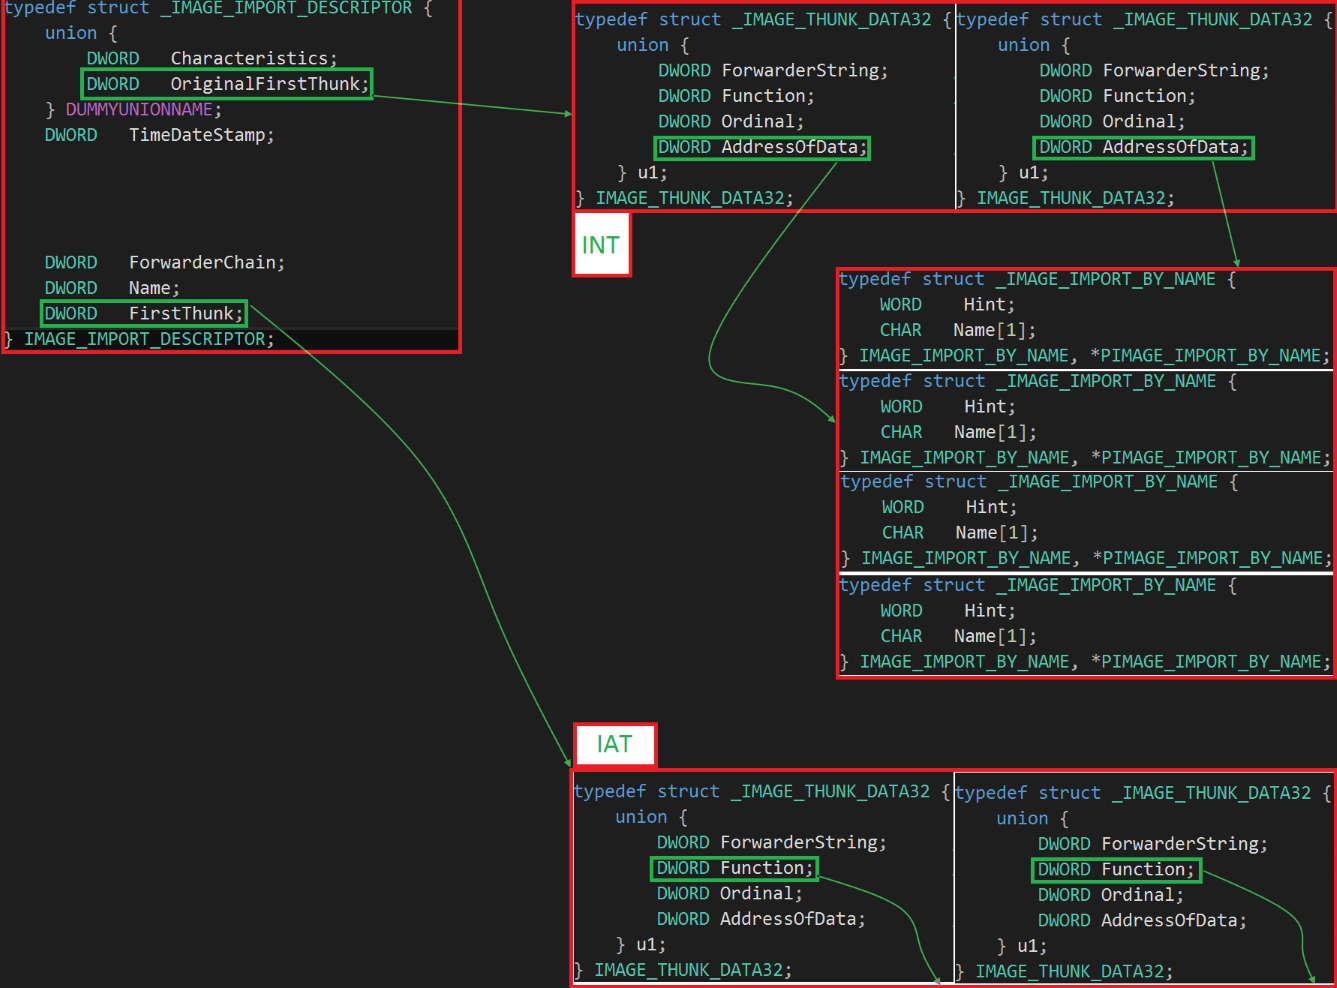 typedef struct _IMAGE_IMPORT_DESCRIPTOR {
union {
DWORD Characteristics;
DWORD OriginalFirstThunk;
} DUMMYUNIONNAME;
DWORD TimeDateStamp;
DWORD ForwarderChain;
DWORD Name;
DWORD FirstThunk;
} IMAGE_IMPORT_DESCRIPTOR;
typedef struct _IMAGE_THUNK_DATA32 {
union {
DWORD ForwarderString;
DWORD Function;
DWORD Ordinal;
DWORD AddressOfData;
} u1;
} IMAGE_THUNK_DATA32;
typedef struct _IMAGE_THUNK_DATA32 {
union {
DWORD ForwarderString;
DWORD Function;
DWORD Ordinal;
DWORD AddressOfData;
} u1;
} IMAGE_THUNK_DATA32;
INT
typedef struct _IMAGE_IMPORT_BY_NAME {
WORD Hint;
CHAR Name[1];
} IMAGE_IMPORT_BY_NAME, *PIMAGE_IMPORT_BY_NAME;
typedef struct _IMAGE_IMPORT_BY_NAME {
WORD Hint;
CHAR Name[1];
} IMAGE_IMPORT_BY_NAME, *PIMAGE_IMPORT_BY_NAME;
typedef struct _IMAGE_IMPORT_BY_NAME {
WORD Hint;
CHAR Name[1];
} IMAGE_IMPORT_BY_NAME, *PIMAGE_IMPORT_BY_NAME;
typedef struct _IMAGE_IMPORT_BY_NAME {
WORD Hint;
CHAR Name[1];
} IMAGE_IMPORT_BY_NAME, *PIMAGE_IMPORT_BY_NAME;
IAT
typedef struct _IMAGE_THUNK_DATA32 {
union {
DWORD ForwarderString;
DWORD Function;
DWORD Ordinal;
DWORD AddressOfData;
} u1;
} IMAGE_THUNK_DATA32;
typedef struct _IMAGE_THUNK_DATA32 {
union {
DWORD ForwarderString;
DWORD Function;
DWORD Ordinal;
DWORD AddressOfData;
} u1;
} IMAGE_THUNK_DATA32;